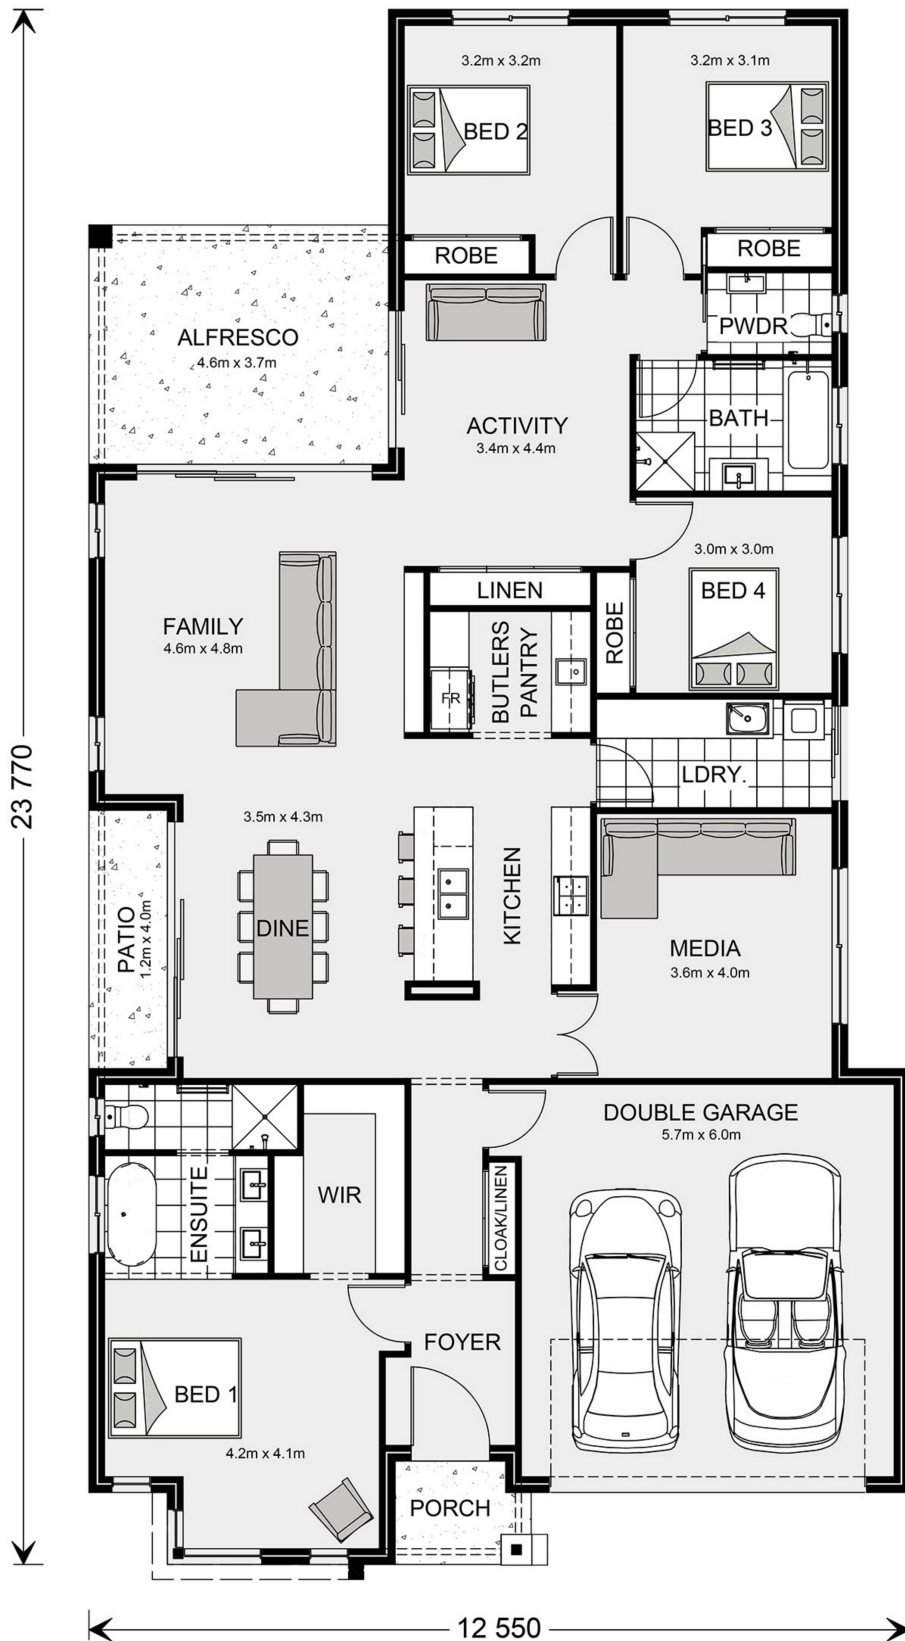 3.2m x 3.2m
BED 2
ROBE
3.2m x 3.1m
BED 3
ROBE
PWDR
ALFRESCO
4.6m x 3.7m
ACTIVITY
3.4m x 4.4m
BATH
3.0m x 3.0m
BED 4
ROBE
LINEN
BUTLERS
PANTRY
FR
FAMILY
4.6m x 4.8m
LDRY.
23 770
3.5m x 4.3m
DINE
KITCHEN
PATIO
1.2m x 4.0m
MEDIA
3.6m x 4.0m
DOUBLE GARAGE
5.7m x 6.0m
ENSUITE
WIR
CLOAK/LINEN
FOYER
BED 1
4.2m x 4.1m
PORCH
12 550